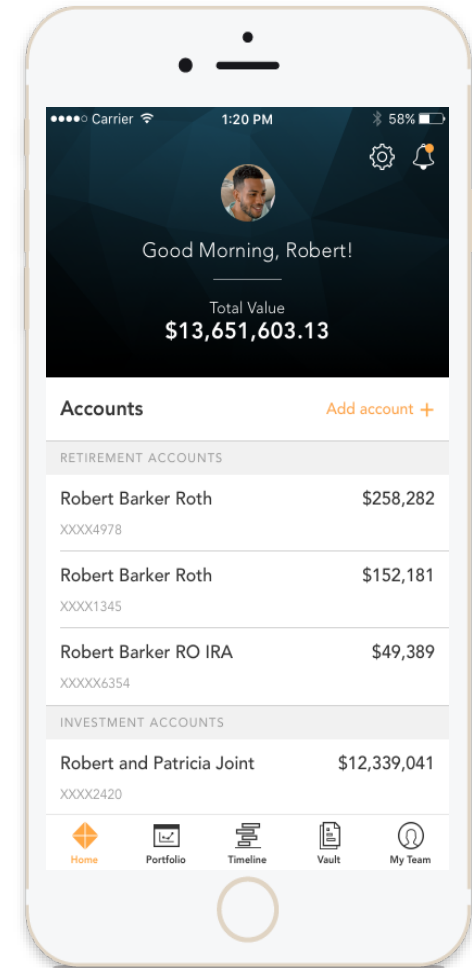 Carrier 1:20 PM 58%
Good Morning, Robert!
Total Value
$13,651,603.13
Accounts Add account +
RETIREMENT ACCOUNTS
Robert Barker Roth $258,282
XXXX4978
Robert Barker Roth $152,181
XXXX1345
Robert Barker RO IRA $49,389
XXXXX6354
INVESTMENT ACCOUNTS
Robert and Patricia Joint $12,339,041
XXXX2420
Home Portfolio Timeline Vault My Team